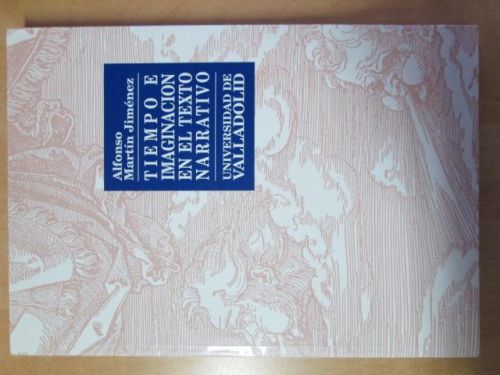 Alfonso
Martín Jiménez
TIEMPO E
IMAGINACION
EN EL TEXTO
NARRATIVO
UNIVERSIDAD DE
VALLADOLID